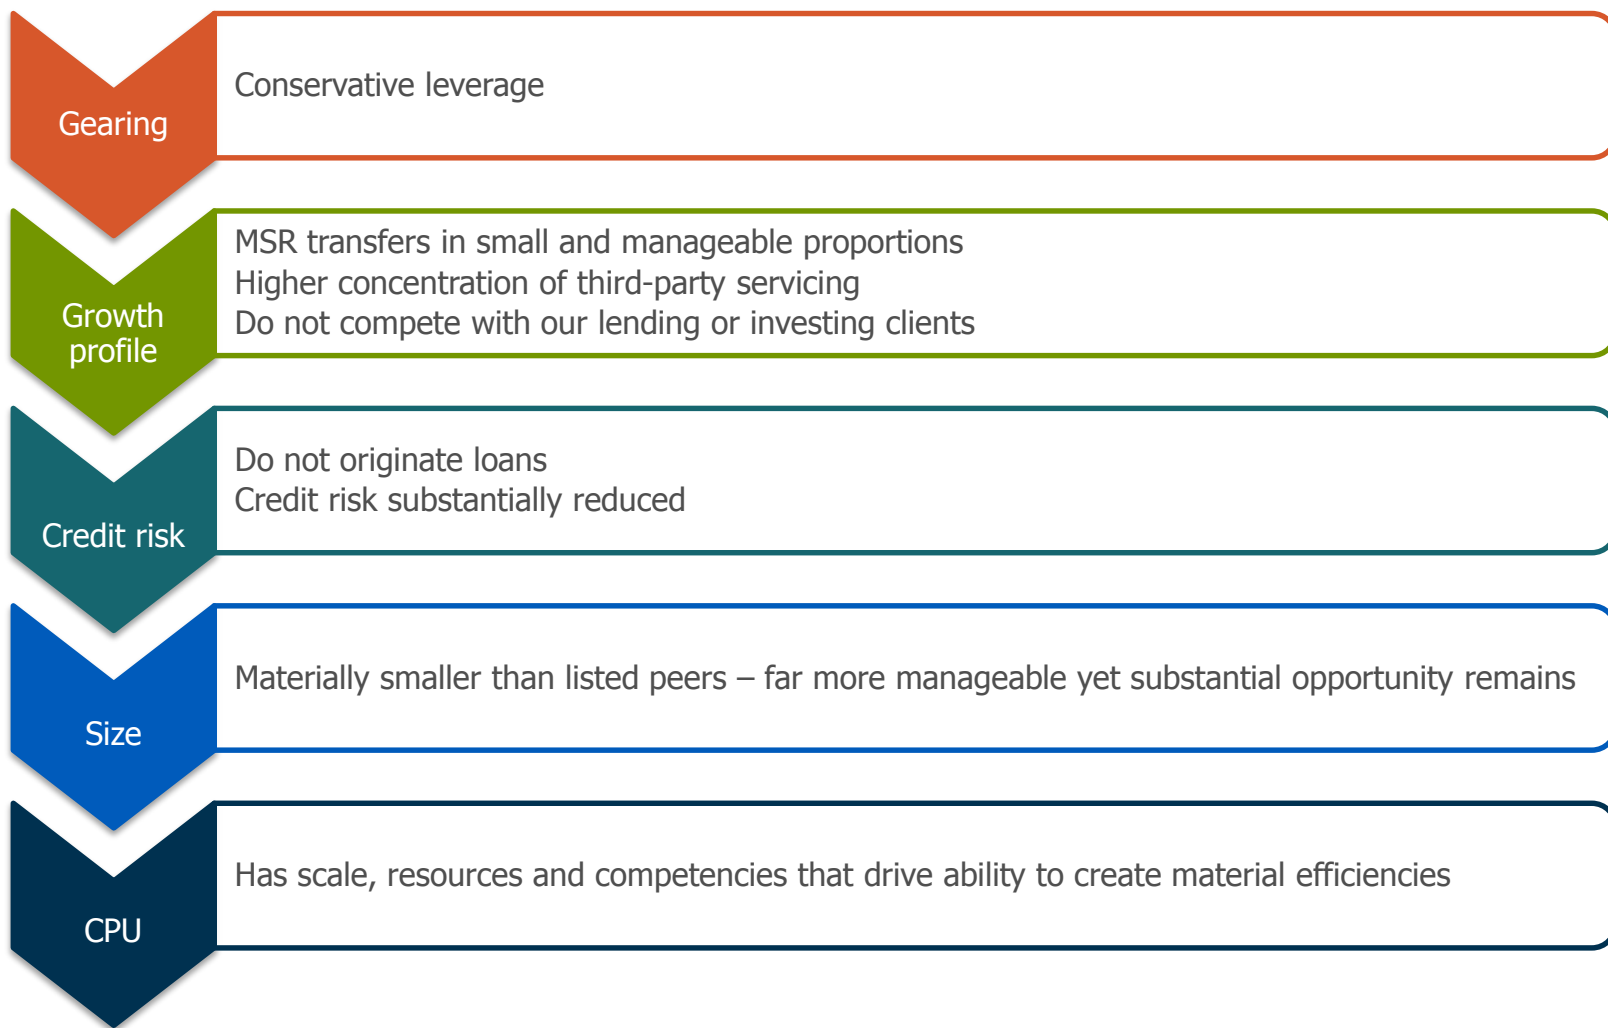 Gearing
Conservative leverage
Growth
profile
MSR transfers in small and manageable proportions
Higher concentration of third-party servicing
Do not compete with our lending or investing clients
Credit risk
Do not originate loans
Credit risk substantially reduced
Size
Materially smaller than listed peers – far more manageable yet substantial opportunity remains
CPU
Has scale, resources and competencies that drive ability to create material efficiencies